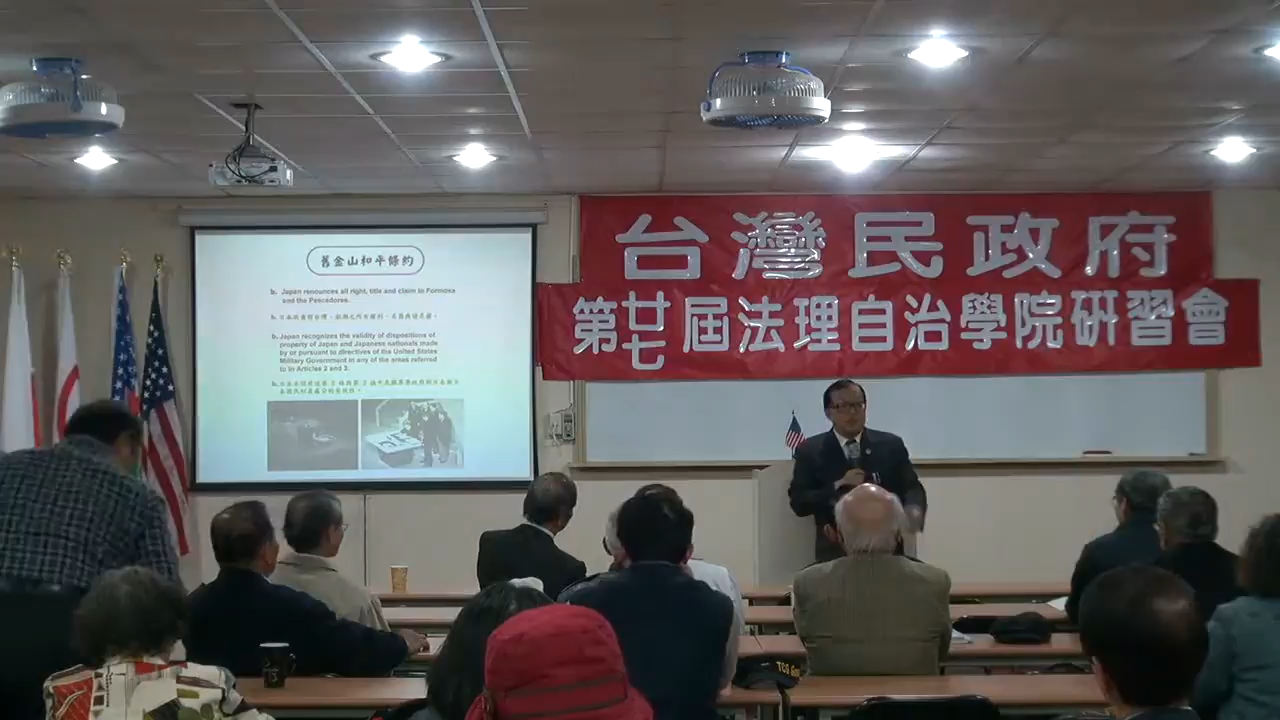 台灣民政府
第廿七屆法理自治學院研習會
舊金山和平條約
b. Japan renounces all right, title and claim to Formosa
and the Pescadores.
b. Japan recognizes the validity of dispositions of
property of Japan and Japanese nationals made
by or pursuant to directives of the United States
Military Government in any of the areas referred
to in Articles 2 and 3.
TCG